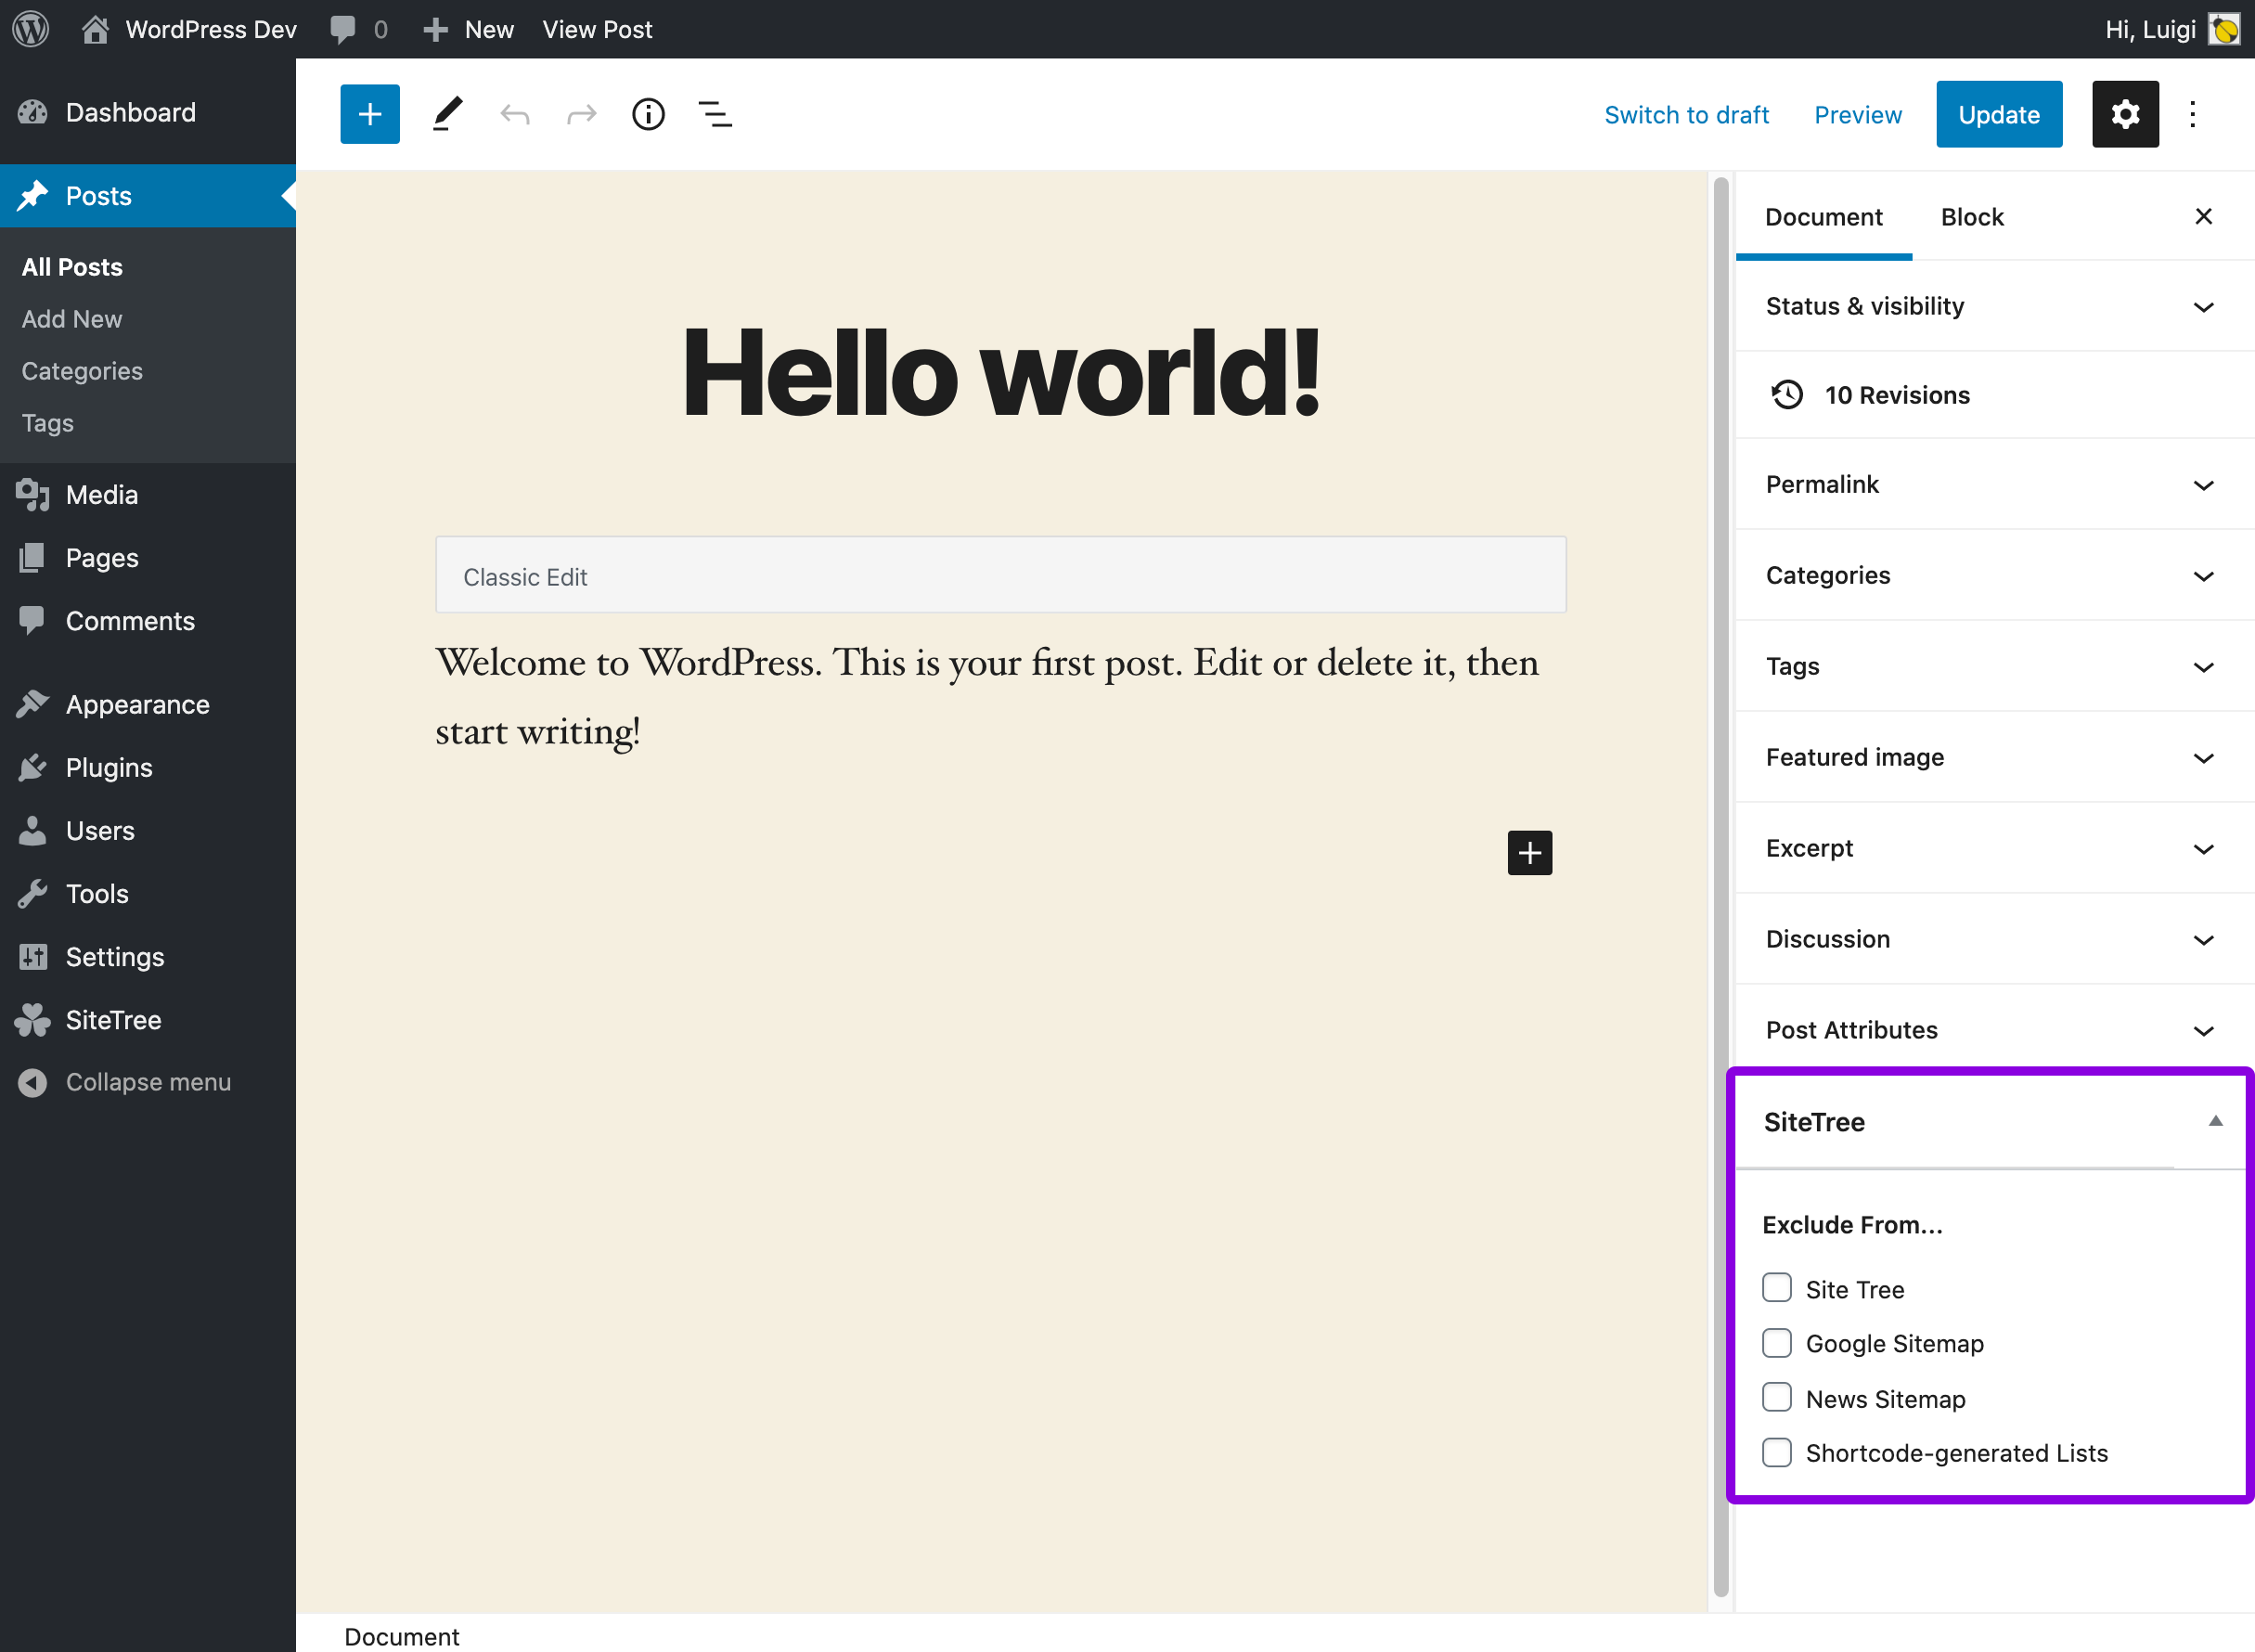 WordPress Dev 0 New View Post Hi, Luigi
Dashboard
Posts
All Posts
Add New
Categories
Tags
Media
Pages
Comments
Appearance
Plugins
Users
Tools
Settings
SiteTree
Collapse menu
Switch to draft Preview Update
Hello world!
Classic Edit
Welcome to WordPress. This is your first post. Edit or delete it, then
start writing!
Document Block
Status & visibility
10 Revisions
Permalink
Categories
Tags
Featured image
Excerpt
Discussion
Post Attributes
SiteTree
Exclude From...
Site Tree
Google Sitemap
News Sitemap
Shortcode-generated Lists
Document